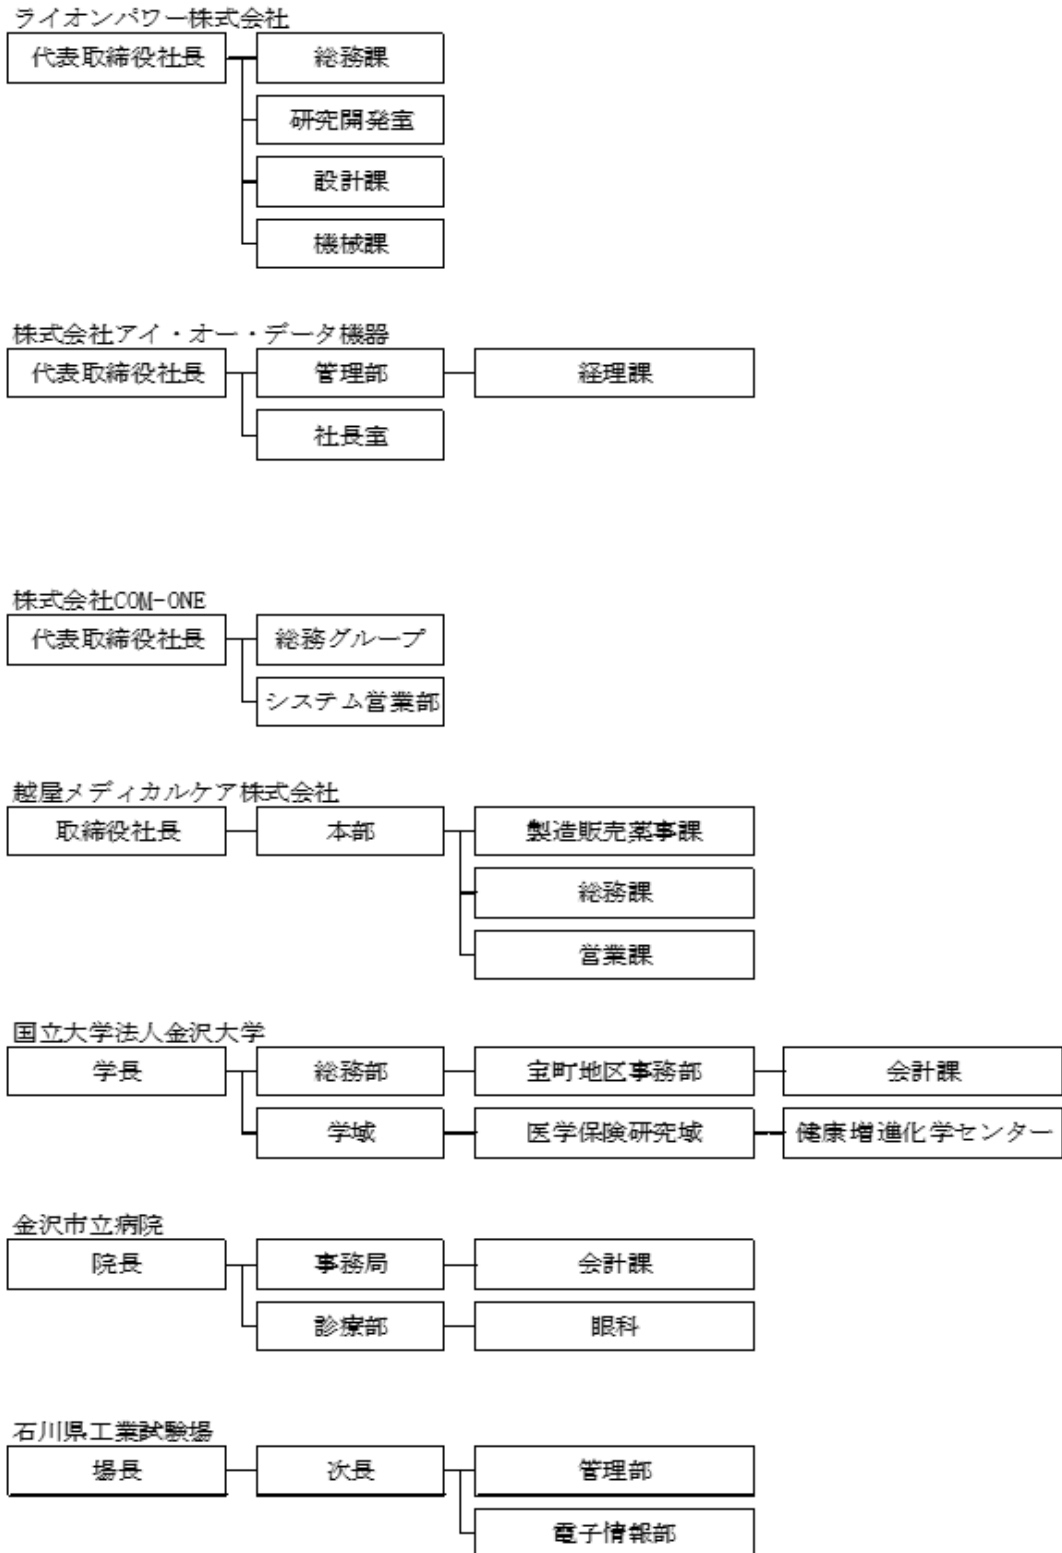 ライオンパワー株式会社
代表取締役社長 総務課
研究開発室
設計課
機械課
株式会社アイ・オー・データ機器
代表取締役社長 管理部 経理課
社長室
株式会社COM-ONE
代表取締役社長 総務グループ
システム営業部
越屋メディカルケア株式会社
取締役社長 本部 製造販売薬事課
総務課
営業課
国立大学法人金沢大学
学長 総務部 宝町地区事務部 会計課
学域 医学保険研究域 健康増進化学センター
金沢市立病院
院長 事務局 会計課
診療部 眼科
石川県工業試験場
場長 次長 管理部
電子情報部